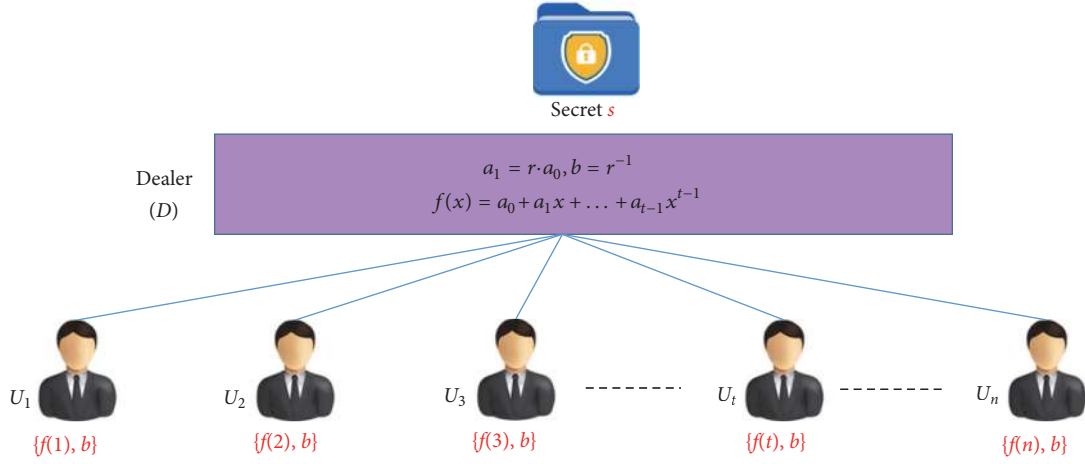 Secret s
Dealer
(D)
a₁ = r·a₀, b = r⁻¹
f(x) = a₀ + a₁x + ... + aₜ₋₁xᵗ⁻¹
U₁ U₂ U₃ Uₜ Uₙ
{f(1), b} {f(2), b} {f(3), b} {f(t), b} {f(n), b}